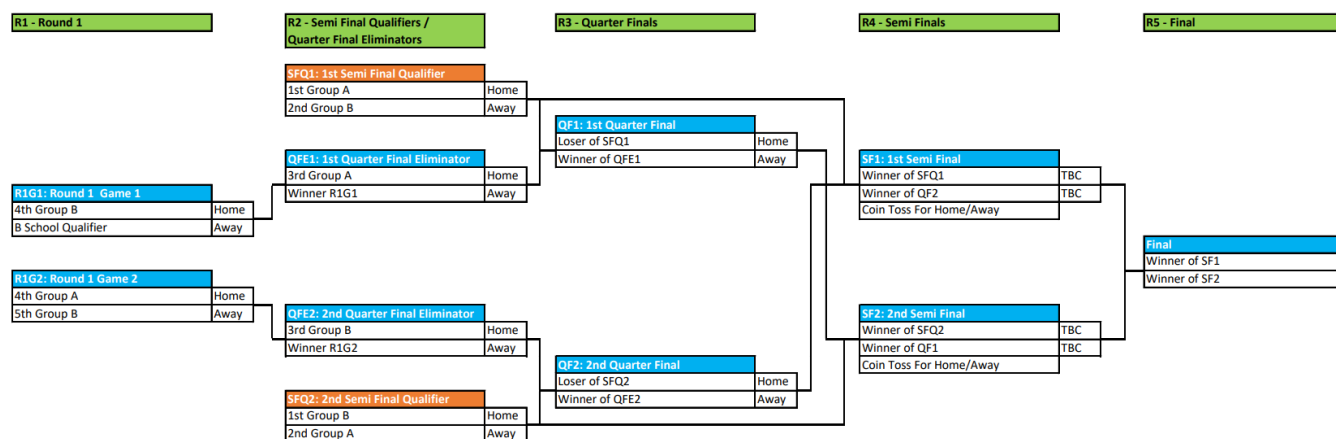 R1 - Round 1
R2 - Semi Final Qualifiers /
Quarter Final Eliminators
R3 - Quarter Finals
R4 - Semi Finals
R5 - Final
SFQ1: 1st Semi Final Qualifier
1st Group A Home
2nd Group B Away
QF1: 1st Quarter Final
Loser of SFQ1 Home
Winner of QFE1 Away
QFE1: 1st Quarter Final Eliminator
3rd Group A Home
Winner R1G1 Away
SF1: 1st Semi Final
Winner of SFQ1 TBC
Winner of QF2 TBC
Coin Toss For Home/Away
R1G1: Round 1 Game 1
4th Group B Home
B School Qualifier Away
Final
Winner of SF1
Winner of SF2
R1G2: Round 1 Game 2
4th Group A Home
5th Group B Away
QFE2: 2nd Quarter Final Eliminator
3rd Group B Home
Winner R1G2 Away
SF2: 2nd Semi Final
Winner of SFQ2 TBC
Winner of QF1 TBC
Coin Toss For Home/Away
QF2: 2nd Quarter Final
Loser of SFQ2 Home
Winner of QFE2 Away
SFQ2: 2nd Semi Final Qualifier
1st Group B Home
2nd Group A Away